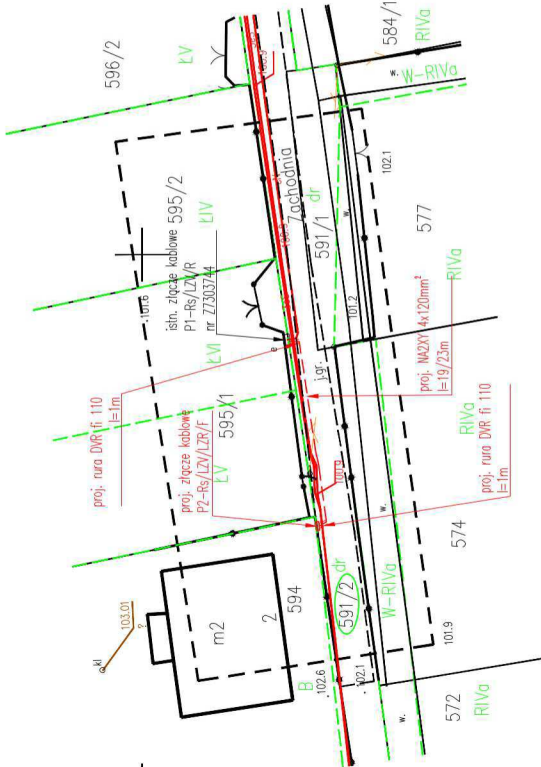 596/2
ŁV
584/1
RIVa
W-RIVa
w.
Zachodnia
dr
591/1
w.
102.1
595/2
ŁIV
101.6
istn. złącze kablowe
P1-Rs/LZV/R
nr Z7303744
577
RIVa
101.2
e
ŁVI
j.gr.
proj. NA2XY 4x120mm²
l=19/23m
proj. rura DVR fi 110
l=1m
595/1
ŁV
proj. złącze kablowe
P2-Rs/LZV/LZR/F
RIVa
proj. rura DVR fi 110
l=1m
w.
574
dr
591/2
W-RIVa
594
m2
2
103.01
?
kł
B
102.6
102.1
101.9
572
RIVa
w.